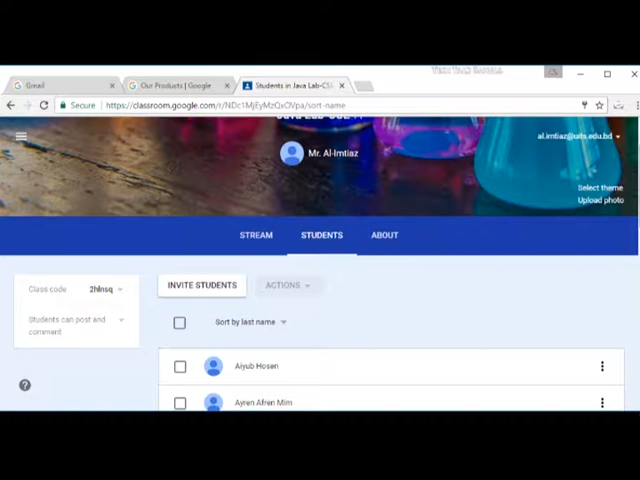 Gmail
Our Products | Google
Students in Java Lab-CSE
Secure | https://classroom.google.com/r/NDc1MjEyMzQxOVpa/sort-name
al.imtiaz@uits.edu.bd
Mr. Al-Imtiaz
Select theme
Upload photo
STREAM
STUDENTS
ABOUT
Class code 2hlnsq
INVITE STUDENTS
ACTIONS
Students can post and
comment
Sort by last name
Aiyub Hosen
Ayren Afren Mim